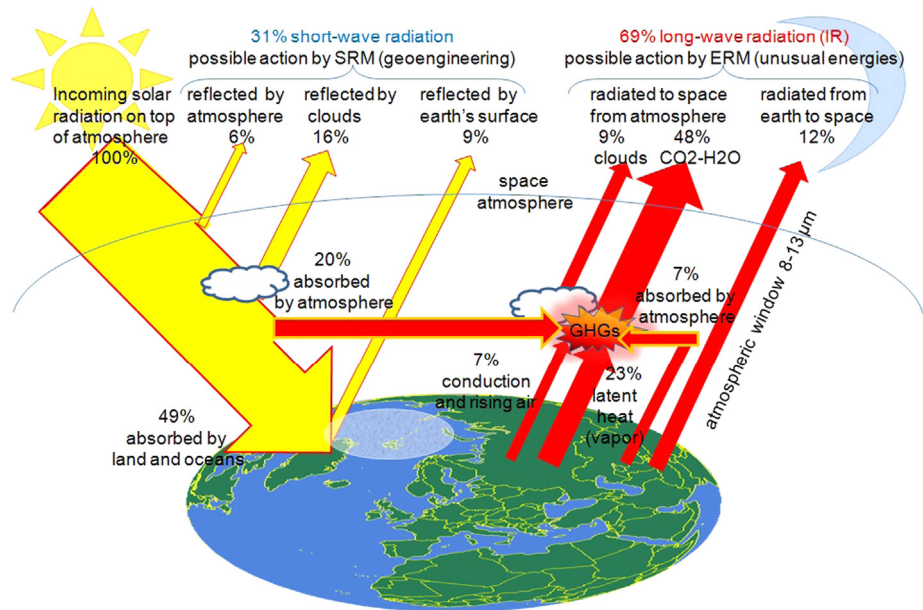 31% short-wave radiation
possible action by SRM (geoengineering)
69% long-wave radiation (IR)
possible action by ERM (unusual energies)
Incoming solar
radiation on top
of atmosphere
100%
reflected by
atmosphere
6%
reflected by
clouds
16%
reflected by
earth's surface
9%
radiated to space
from atmosphere
9% 48%
clouds CO2-H2O
radiated from
earth to space
12%
space
atmosphere
20%
absorbed
by atmosphere
7%
absorbed by
atmosphere
GHGs
atmospheric window 8-13 µm
7%
conduction
and rising air
23%
latent
heat
(vapor)
49%
absorbed by
land and oceans